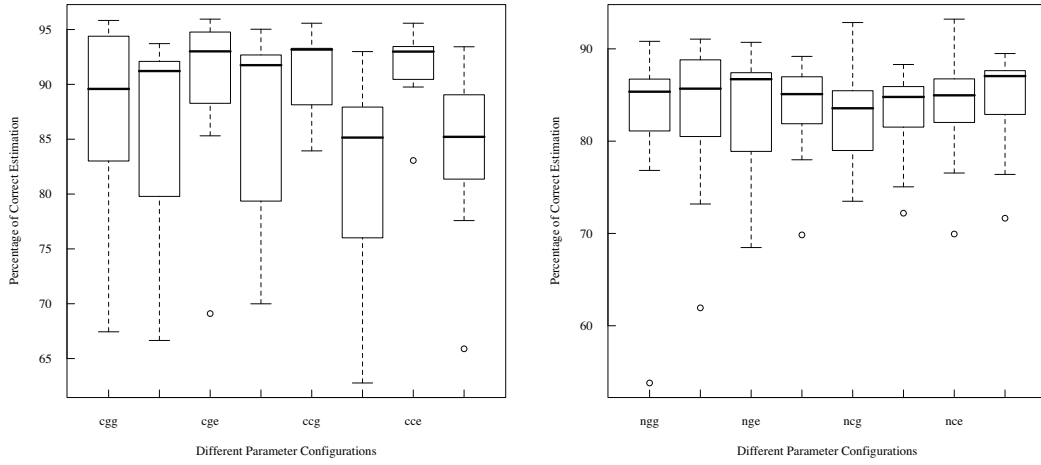 Percentage of Correct Estimation
95
90
85
80
75
70
65
cgg cge ccg cce
Different Parameter Configurations
Percentage of Correct Estimation
90
80
70
60
ngg nge ncg nce
Different Parameter Configurations